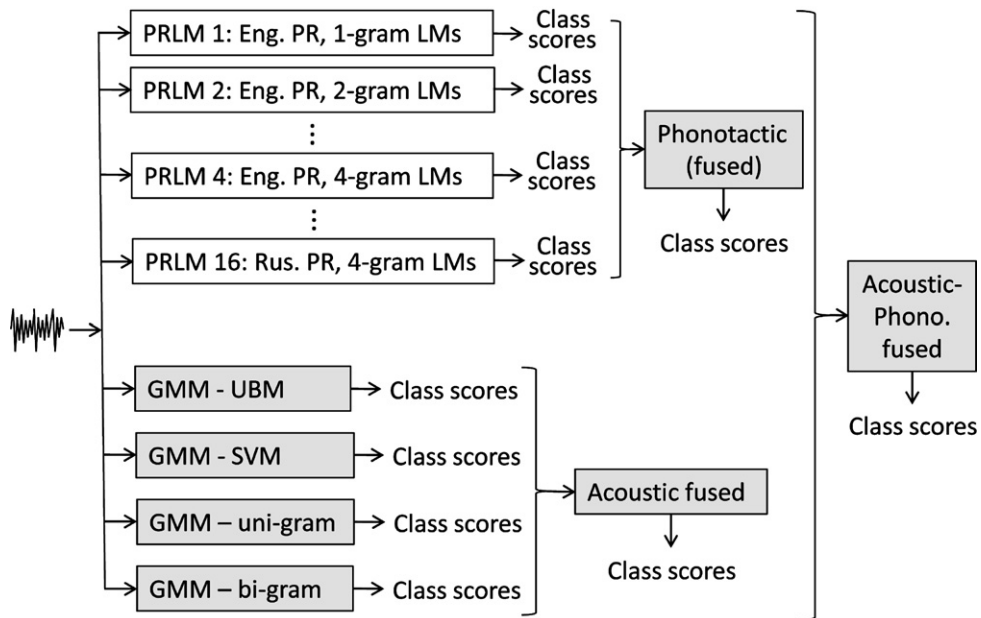 PRLM 1: Eng. PR, 1-gram LMs
Class
scores
PRLM 2: Eng. PR, 2-gram LMs
Class
scores
⋮
PRLM 4: Eng. PR, 4-gram LMs
Class
scores
⋮
PRLM 16: Rus. PR, 4-gram LMs
Class
scores
Phonotactic
(fused)
Class scores
GMM - UBM
Class scores
GMM - SVM
Class scores
GMM – uni-gram
Class scores
GMM – bi-gram
Class scores
Acoustic fused
Class scores
Acoustic-
Phono.
fused
Class scores